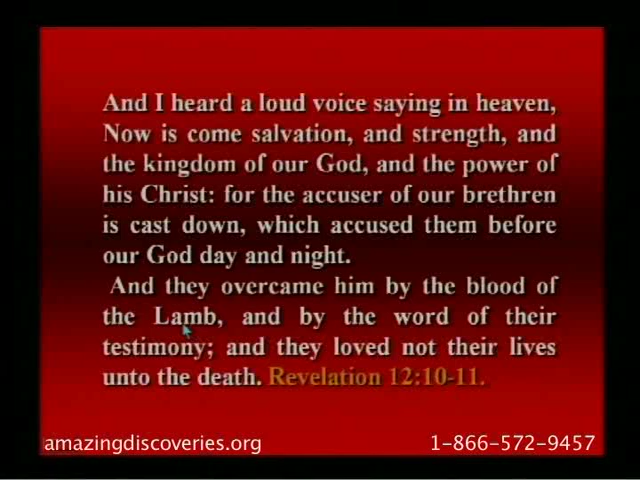 And I heard a loud voice saying in heaven,
Now is come salvation, and strength, and
the kingdom of our God, and the power of
his Christ: for the accuser of our brethren
is cast down, which accused them before
our God day and night.
And they overcame him by the blood of
the Lamb, and by the word of their
testimony; and they loved not their lives
unto the death. Revelation 12:10-11.
amazingdiscoveries.org 1-866-572-9457